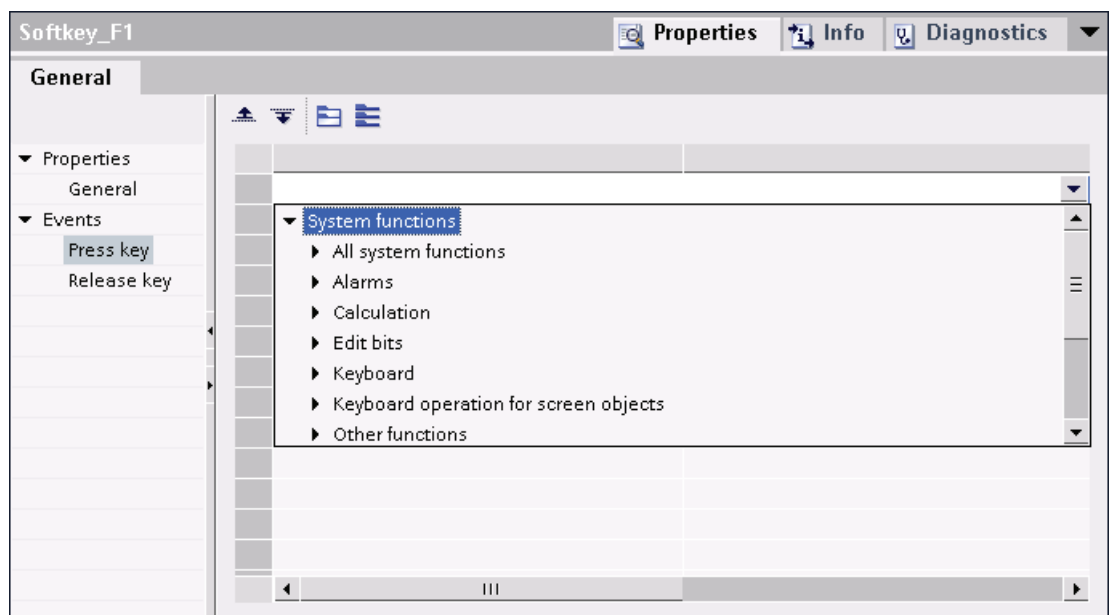 Softkey_F1
Properties
Info
Diagnostics
General
Properties
General
Events
Press key
Release key
System functions
All system functions
Alarms
Calculation
Edit bits
Keyboard
Keyboard operation for screen objects
Other functions